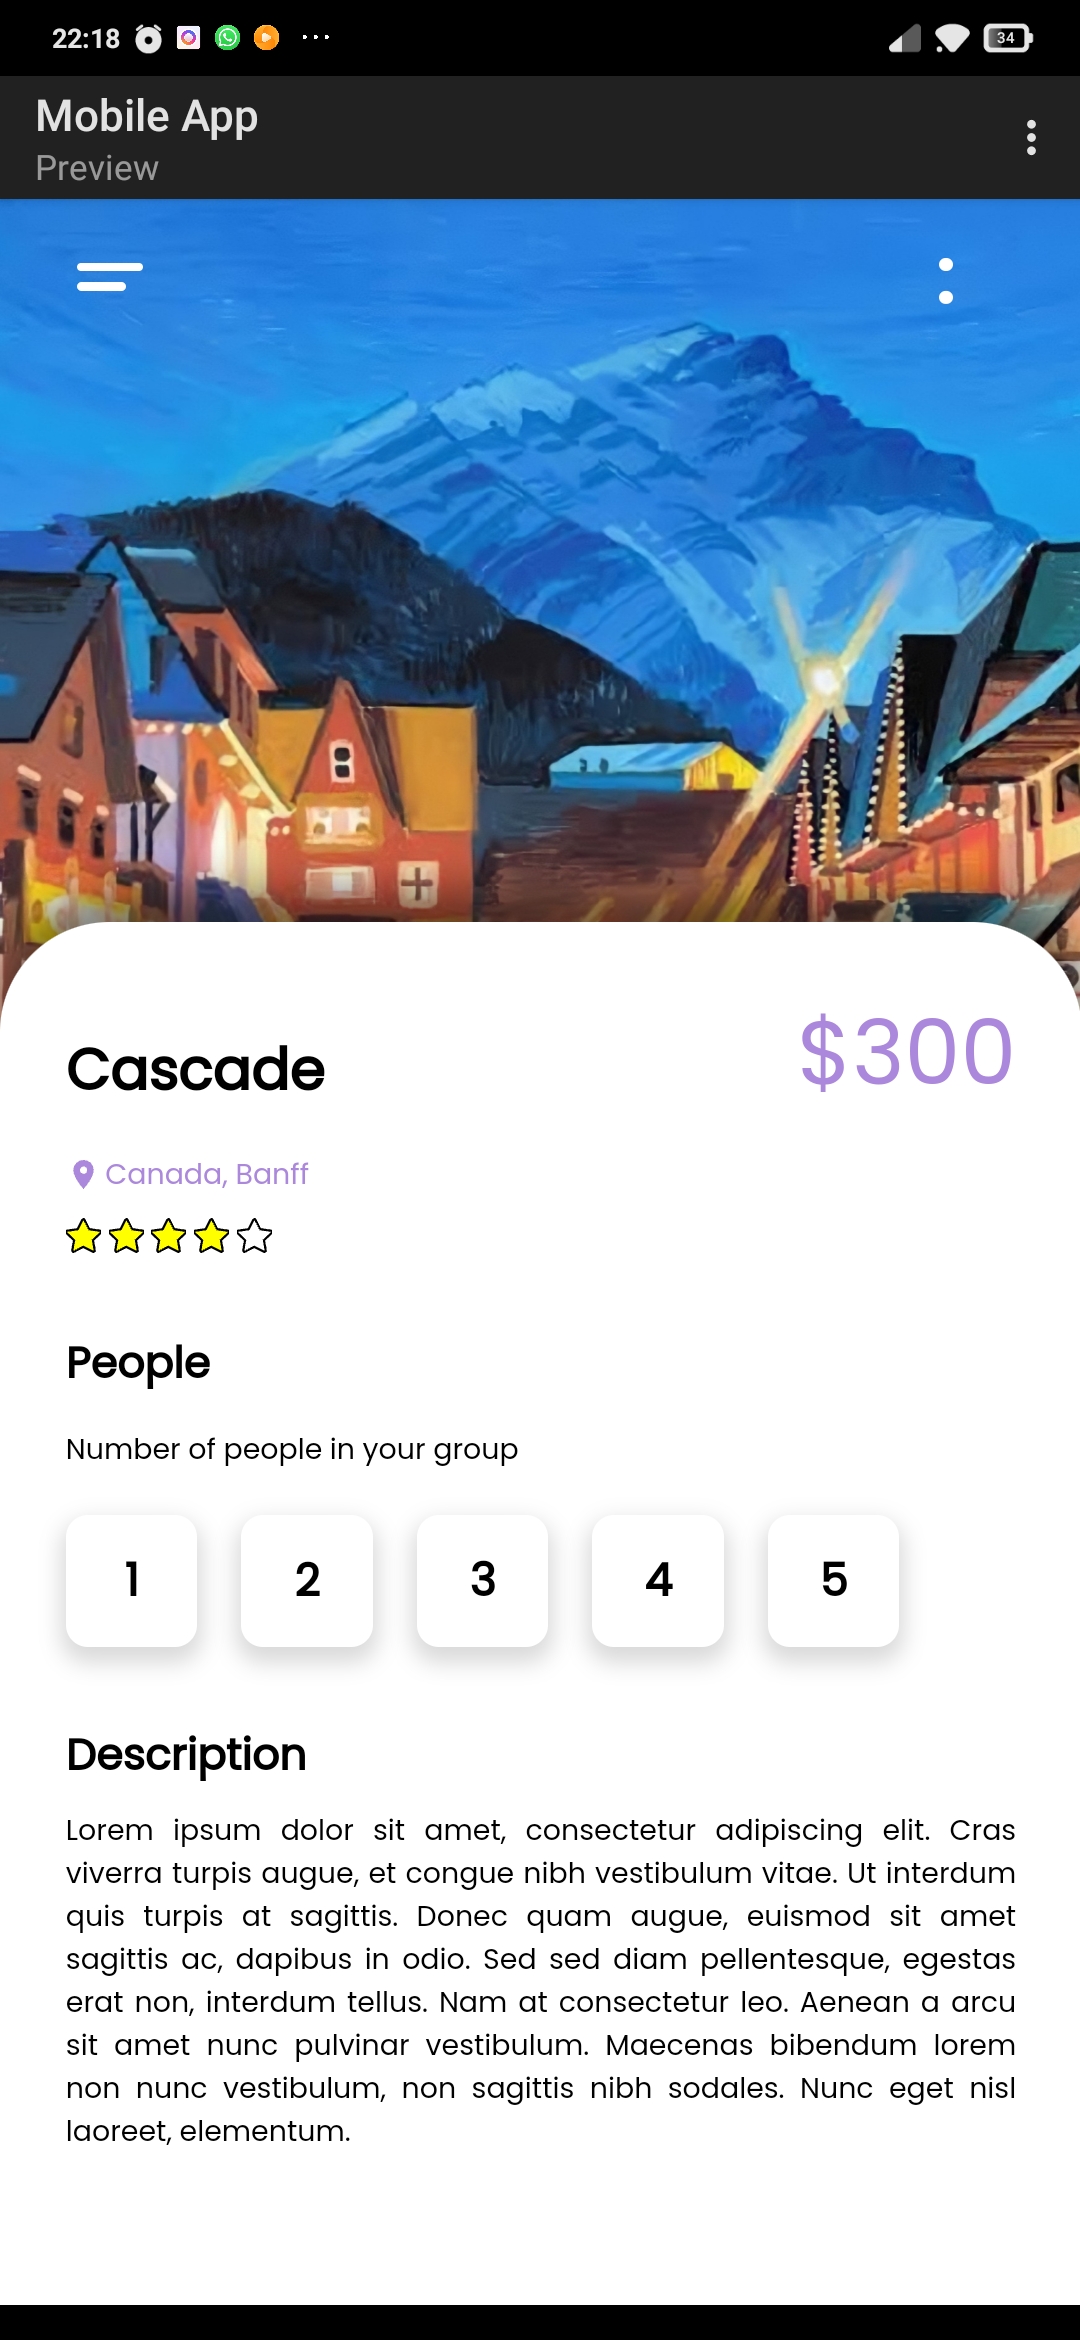 22:18
34
Mobile App
Preview
Cascade
$300
Canada, Banff
People
Number of people in your group
1 2 3 4 5
Description
Lorem ipsum dolor sit amet, consectetur adipiscing elit. Cras
viverra turpis augue, et congue nibh vestibulum vitae. Ut interdum
quis turpis at sagittis. Donec quam augue, euismod sit amet
sagittis ac, dapibus in odio. Sed sed diam pellentesque, egestas
erat non, interdum tellus. Nam at consectetur leo. Aenean a arcu
sit amet nunc pulvinar vestibulum. Maecenas bibendum lorem
non nunc vestibulum, non sagittis nibh sodales. Nunc eget nisl
laoreet, elementum.